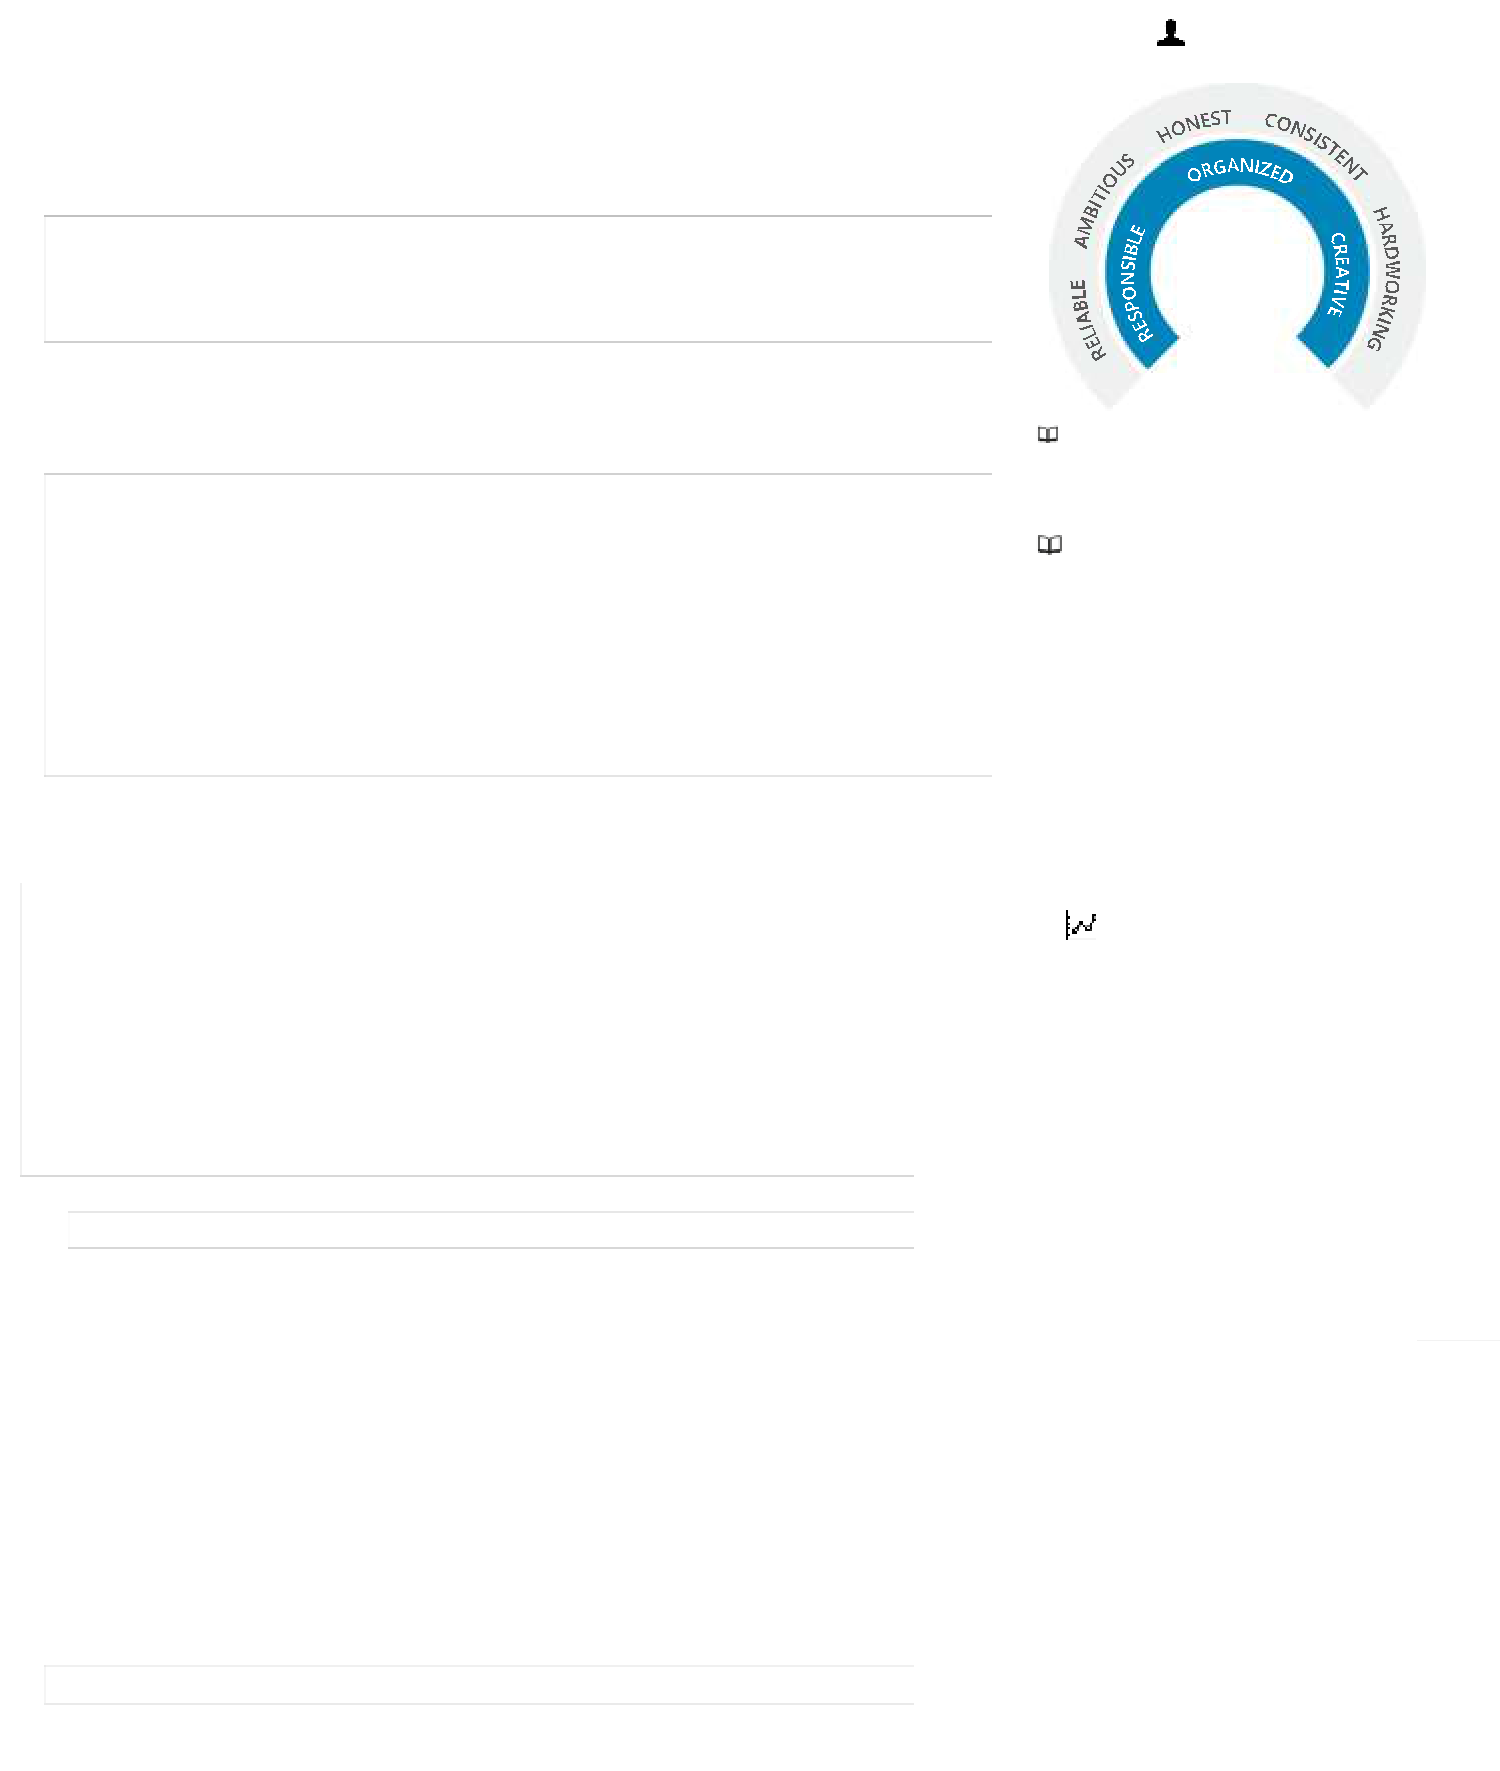 RELIABLE AMBITIOUS HONEST CONSISTENT HARDWORKING
RESPONSIBLE ORGANIZED CREATIVE